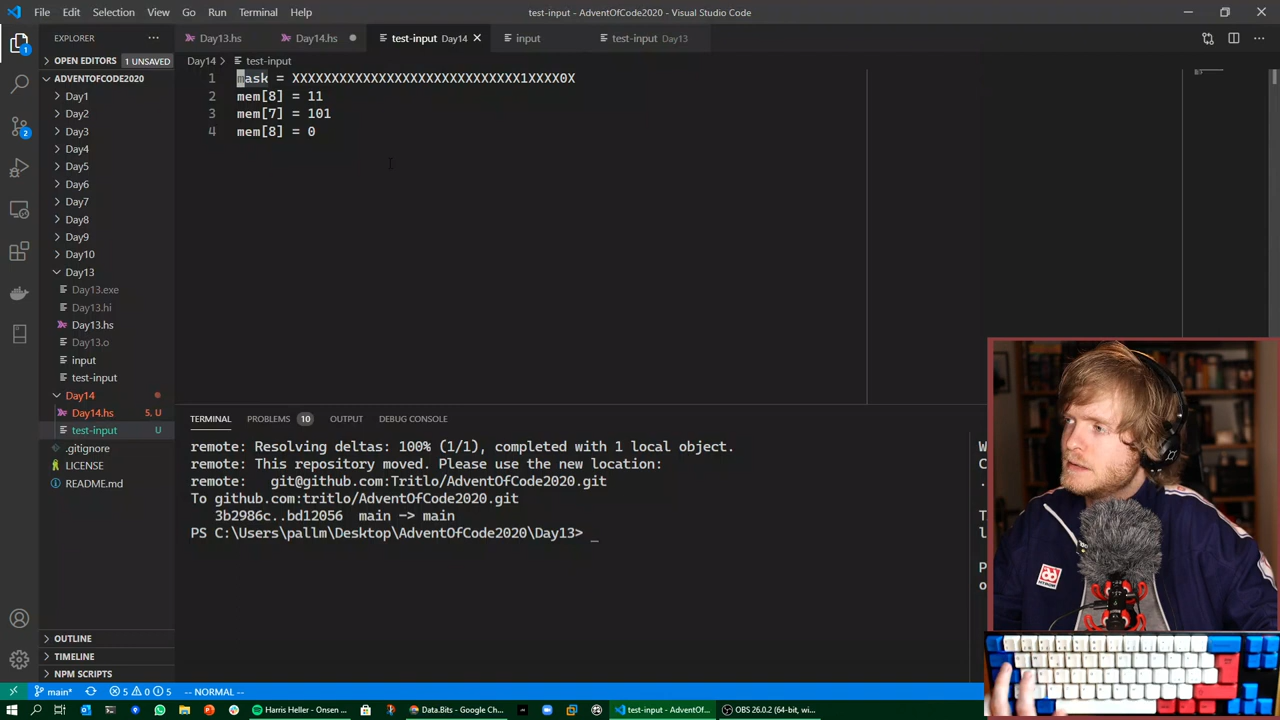 File Edit Selection View Go Run Terminal Help
test-input - AdventOfCode2020 - Visual Studio Code
EXPLORER
Day13.hs
Day14.hs
test-input Day14
input
test-input Day13
OPEN EDITORS 1 UNSAVED
Day14 > test-input
ADVENTOFCODE2020
Day1
Day2
Day3
Day4
Day5
Day6
Day7
Day8
Day9
Day10
Day13
Day13.exe
Day13.hi
Day13.hs
Day13.o
input
test-input
Day14
Day14.hs 5, U
test-input U
.gitignore
LICENSE
README.md
OUTLINE
TIMELINE
NPM SCRIPTS
1 mask = XXXXXXXXXXXXXXXXXXXXXXXXXXXXX1XXXX0X
2 mem[8] = 11
3 mem[7] = 101
4 mem[8] = 0
TERMINAL PROBLEMS 10 OUTPUT DEBUG CONSOLE
remote: Resolving deltas: 100% (1/1), completed with 1 local object.
remote: This repository moved. Please use the new location:
remote: git@github.com:Tritlo/AdventOfCode2020.git
To github.com:tritlo/AdventOfCode2020.git
3b2986c..bd12056 main -> main
PS C:\Users\pallm\Desktop\AdventOfCode2020\Day13> _
main* 5 0 5 -- NORMAL --
Harris Heller - Onsen ...
Data.Bits - Google Ch...
test-input - AdventOf...
OBS 26.0.2 (64-bit, w...